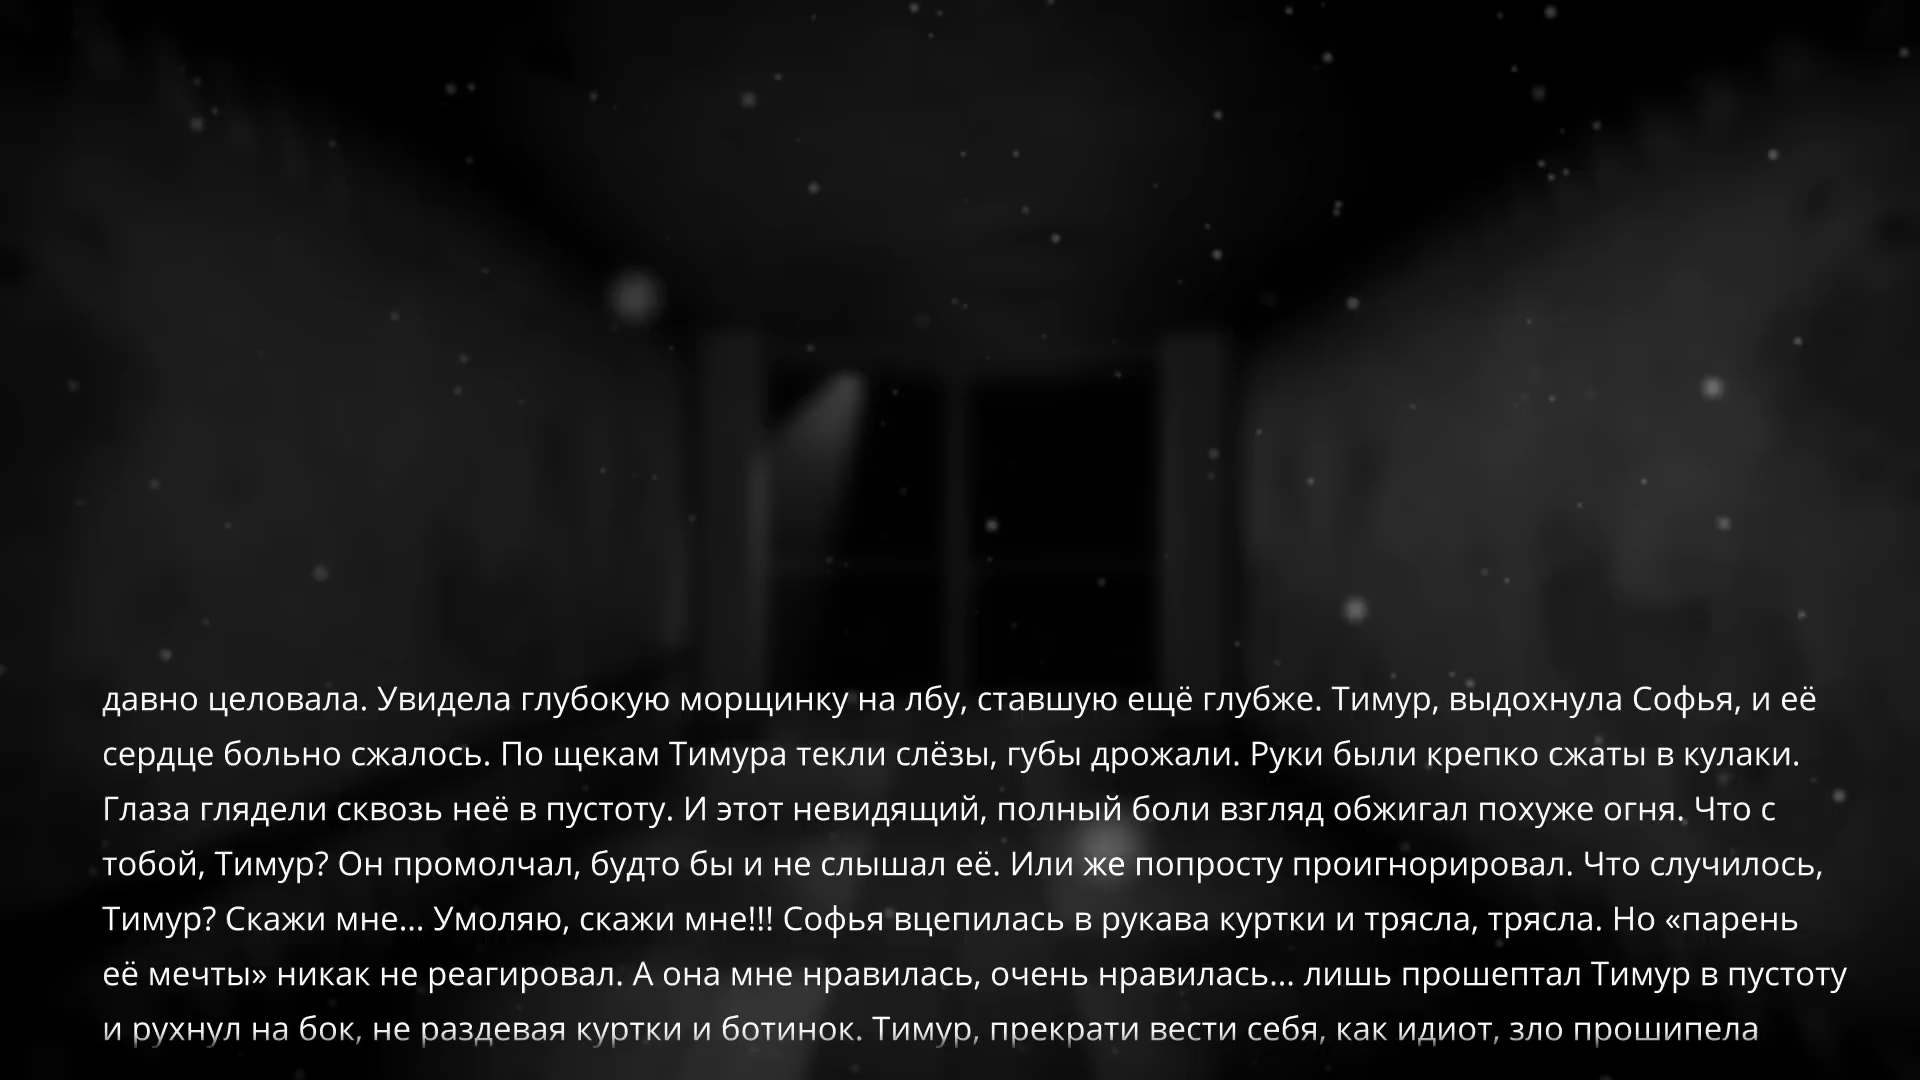 давно целовала. Увидела глубокую морщинку на лбу, ставшую ещё глубже. Тимур, выдохнула Софья, и её
сердце больно сжалось. По щекам Тимура текли слёзы, губы дрожали. Руки были крепко сжаты в кулаки.
Глаза глядели сквозь неё в пустоту. И этот невидящий, полный боли взгляд обжигал похуже огня. Что с
тобой, Тимур? Он промолчал, будто бы и не слышал её. Или же попросту проигнорировал. Что случилось,
Тимур? Скажи мне... Умоляю, скажи мне!!! Софья вцепилась в рукава куртки и трясла, трясла. Но «парень
её мечты» никак не реагировал. А она мне нравилась, очень нравилась... лишь прошептал Тимур в пустоту
и рухнул на бок, не раздевая куртки и ботинок. Тимур, прекрати вести себя, как идиот, зло прошипела